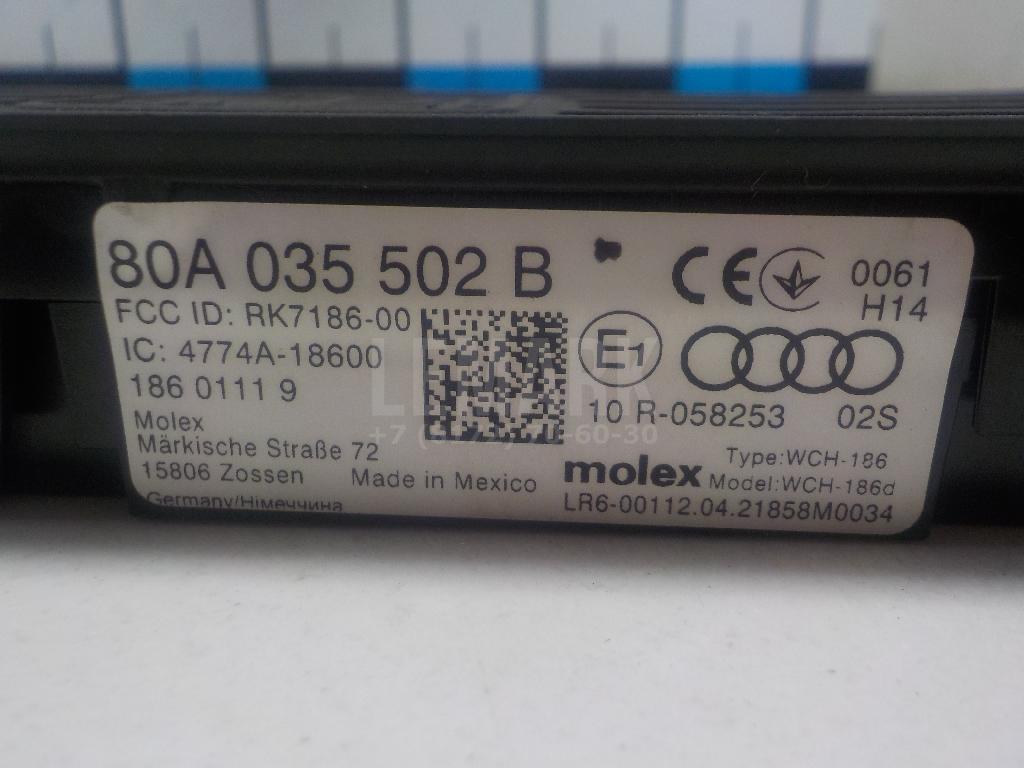 80A 035 502 B
CE
0061
H14
FCC ID: RK7186-00
IC: 4774A-18600
186 0111 9
E1
10 R-058253 02S
Molex
Märkische Straße 72
15806 Zossen
Germany/Німеччина
Made in Mexico
molex
Type:WCH-186
Model:WCH-186d
LR6-00112.04.21858M0034